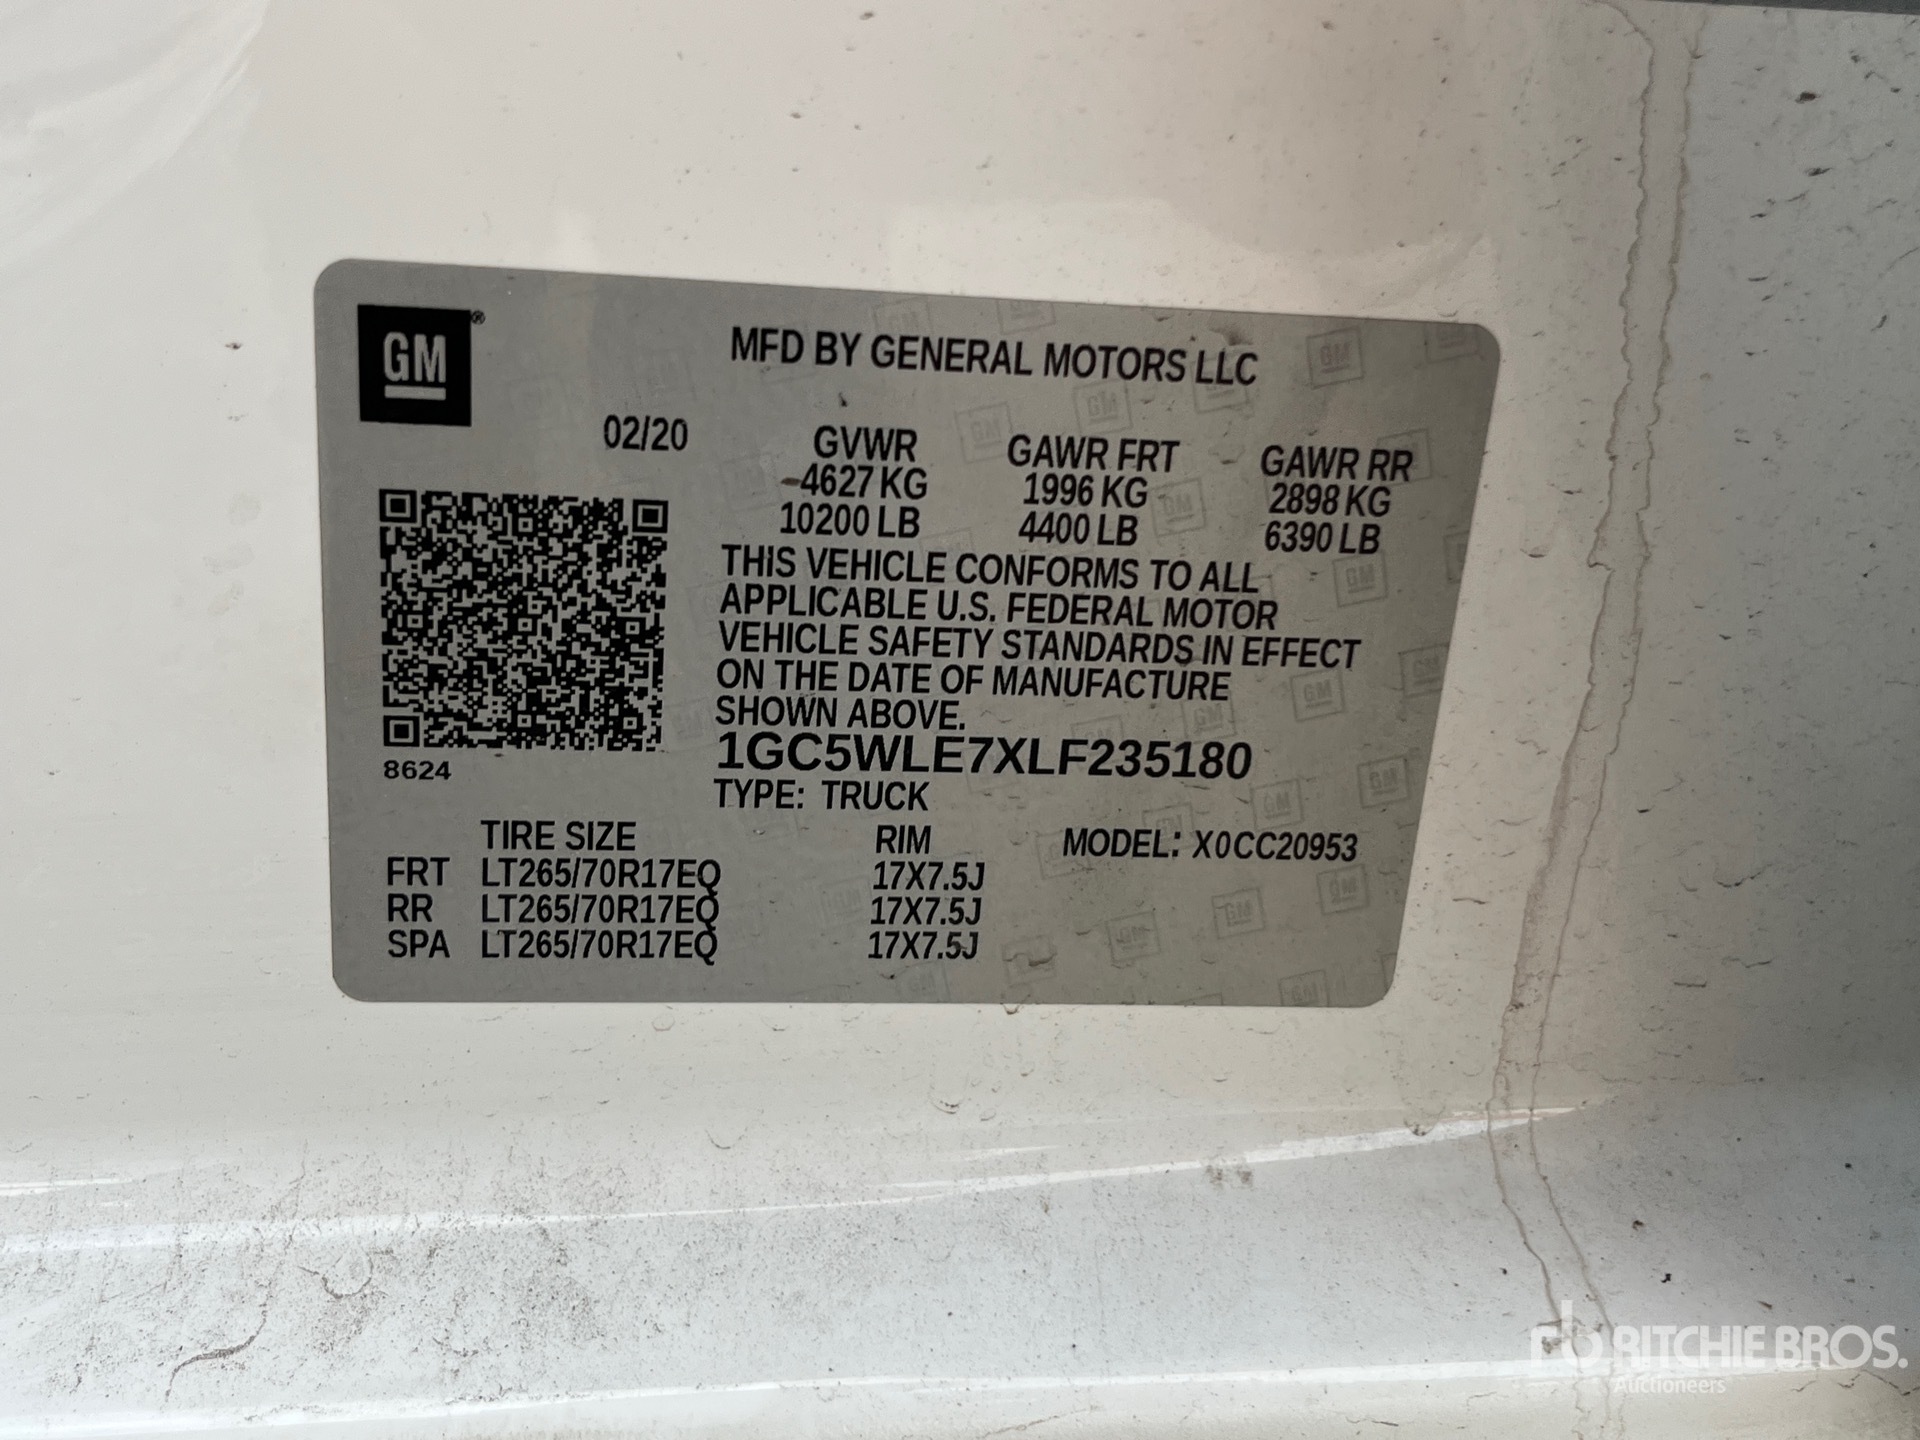 GM®
MFD BY GENERAL MOTORS LLC
02/20 GVWR GAWR FRT GAWR RR
4627 KG 1996 KG 2898 KG
10200 LB 4400 LB 6390 LB
THIS VEHICLE CONFORMS TO ALL
APPLICABLE U.S. FEDERAL MOTOR
VEHICLE SAFETY STANDARDS IN EFFECT
ON THE DATE OF MANUFACTURE
SHOWN ABOVE.
1GC5WLE7XLF235180
8624
TYPE: TRUCK
TIRE SIZE RIM MODEL: X0CC20953
FRT LT265/70R17EQ 17X7.5J
RR LT265/70R17EQ 17X7.5J
SPA LT265/70R17EQ 17X7.5J
rb RITCHIE BROS.
Auctioneers